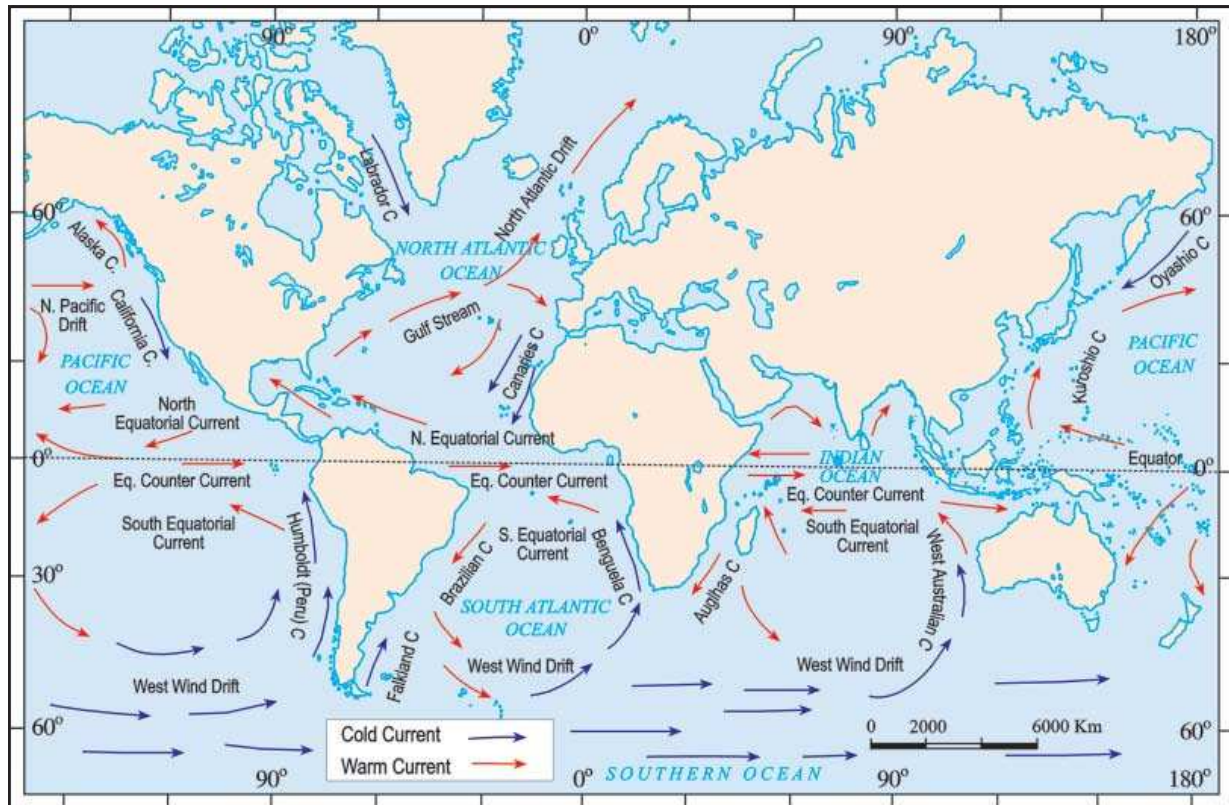 90°
0°
90°
180°
Labrador C
North Atlantic Drift
60°
60°
Alaska C.
NORTH ATLANTIC
OCEAN
Oyashio C
N. Pacific
Drift
California C.
Gulf Stream
Canaries C
Kuroshio C
PACIFIC
OCEAN
PACIFIC
OCEAN
North
Equatorial Current
N. Equatorial Current
0°
Equator
0°
INDIAN
OCEAN
Eq. Counter Current
Eq. Counter Current
Eq. Counter Current
South Equatorial
Current
Humboldt (Peru) C
S. Equatorial
Current
Benguela C
South Equatorial
Current
West Australian C
Brazilian C
Auglhas C
30°
30°
SOUTH ATLANTIC
OCEAN
Falkland C
West Wind Drift
West Wind Drift
West Wind Drift
60°
60°
Cold Current
Warm Current
0 2000 6000 Km
SOUTHERN OCEAN
90°
0°
90°
180°